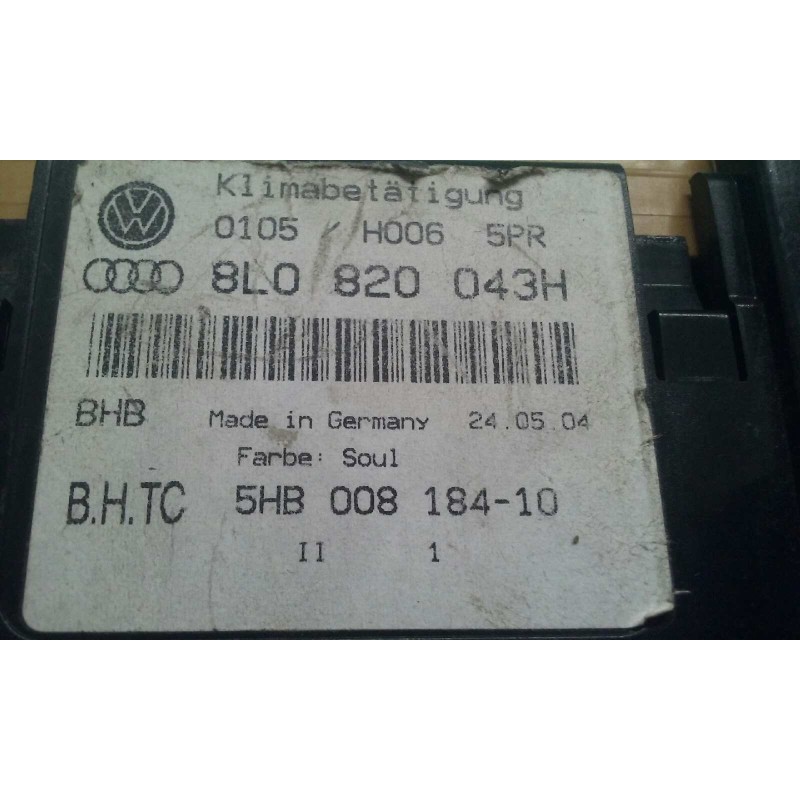 Klimabetätigung
0105 / H006 5PR
8L0 820 043H
BHB Made in Germany 24.05.04
Farbe: Soul
B.H.TC 5HB 008 184-10
II 1